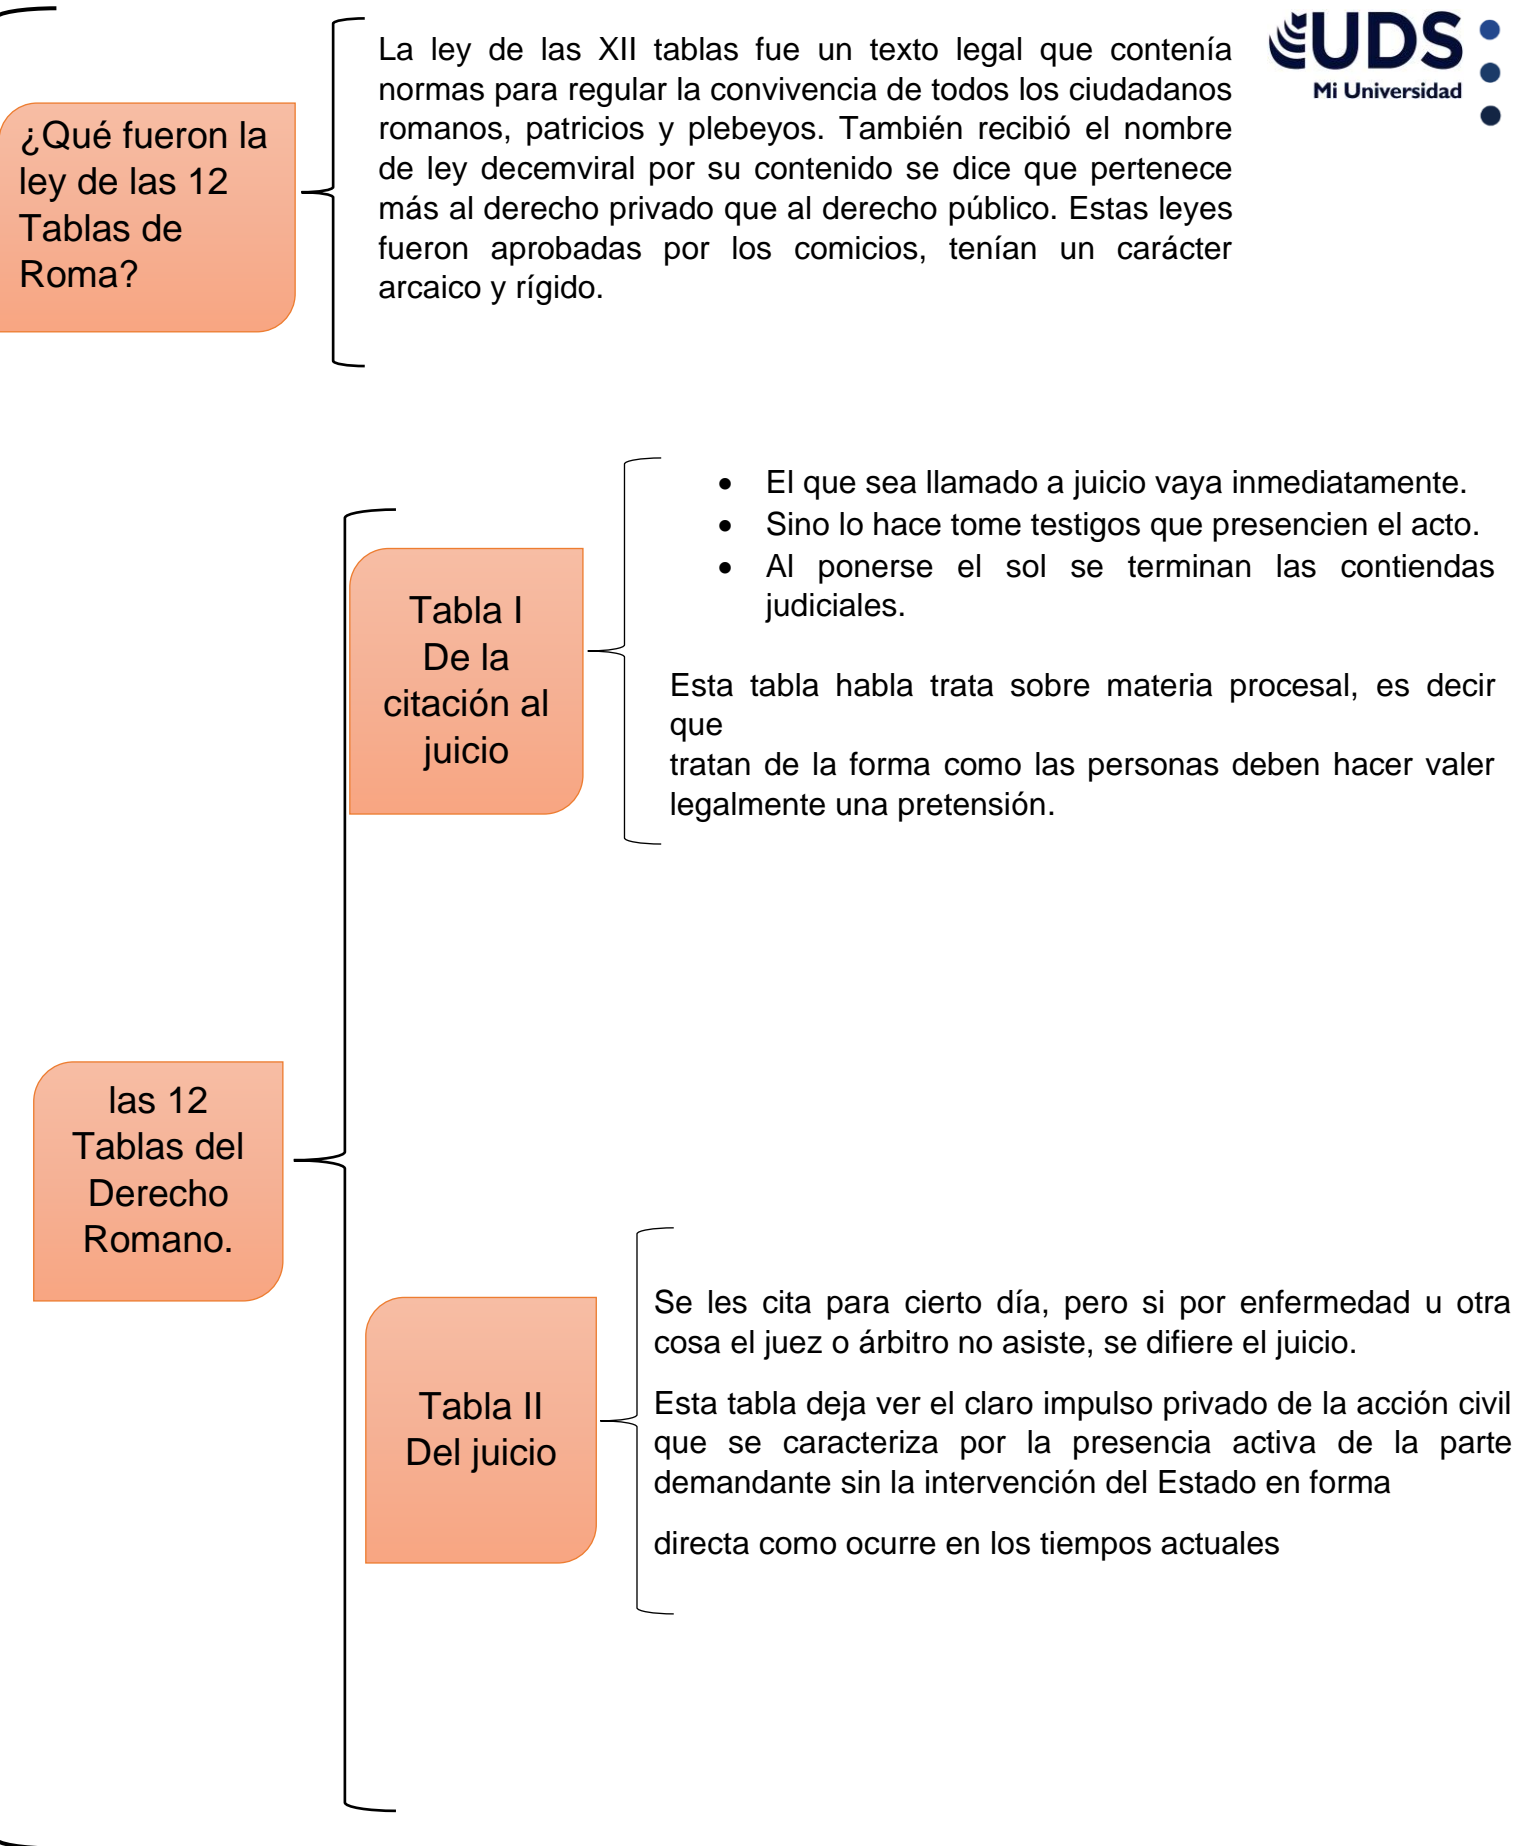 UDS
Mi Universidad
¿Qué fueron la
ley de las 12
Tablas de
Roma?
La ley de las XII tablas fue un texto legal que contenía
normas para regular la convivencia de todos los ciudadanos
romanos, patricios y plebeyos. También recibió el nombre
de ley decemviral por su contenido se dice que pertenece
más al derecho privado que al derecho público. Estas leyes
fueron aprobadas por los comicios, tenían un carácter
arcaico y rígido.
las 12
Tablas del
Derecho
Romano.
Tabla I
De la
citación al
juicio
• El que sea llamado a juicio vaya inmediatamente.
• Sino lo hace tome testigos que presencien el acto.
• Al ponerse el sol se terminan las contiendas
judiciales.
Esta tabla habla trata sobre materia procesal, es decir
que
tratan de la forma como las personas deben hacer valer
legalmente una pretensión.
Tabla II
Del juicio
Se les cita para cierto día, pero si por enfermedad u otra
cosa el juez o árbitro no asiste, se difiere el juicio.
Esta tabla deja ver el claro impulso privado de la acción civil
que se caracteriza por la presencia activa de la parte
demandante sin la intervención del Estado en forma
directa como ocurre en los tiempos actuales